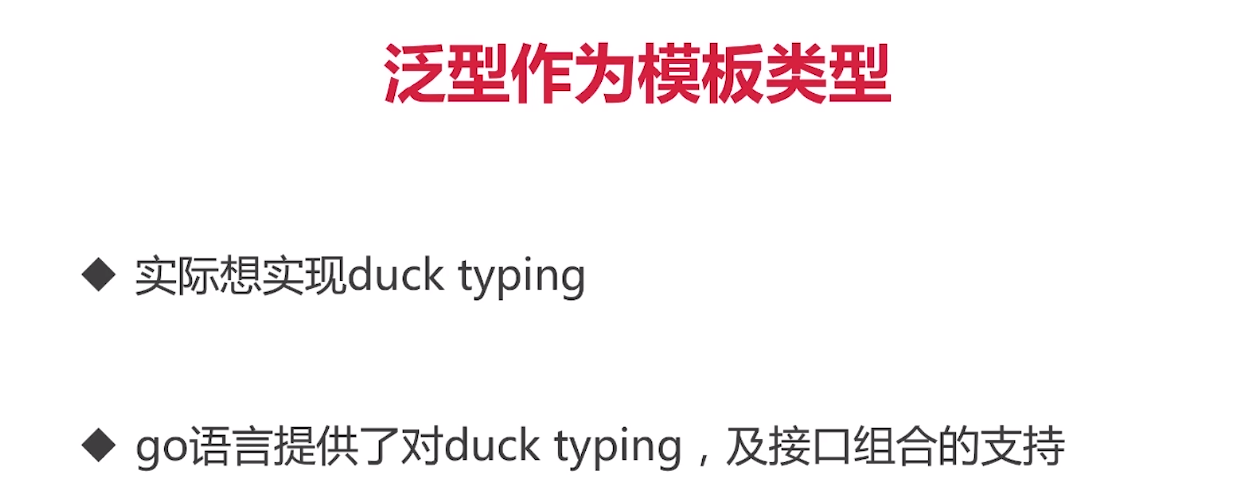 泛型作为模板类型
◆ 实际想实现duck typing
◆ go语言提供了对duck typing，及接口组合的支持